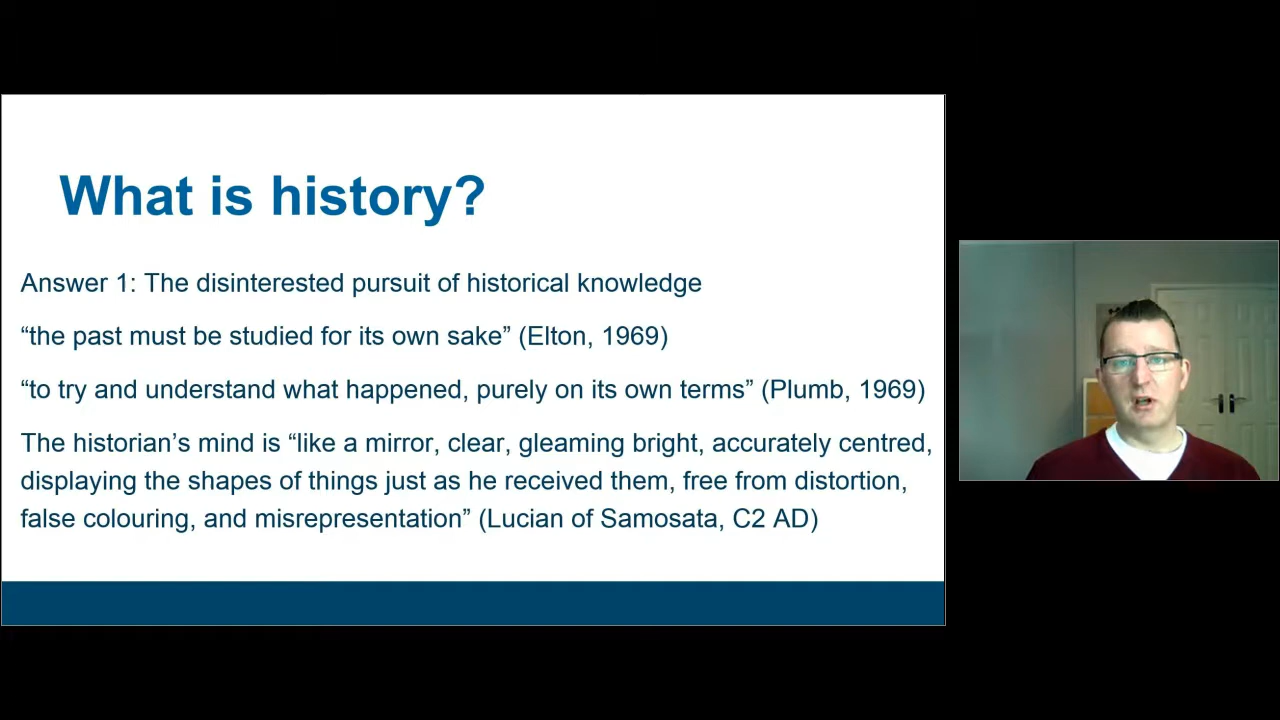 What is history?
Answer 1: The disinterested pursuit of historical knowledge
“the past must be studied for its own sake” (Elton, 1969)
“to try and understand what happened, purely on its own terms” (Plumb, 1969)
The historian’s mind is “like a mirror, clear, gleaming bright, accurately centred,
displaying the shapes of things just as he received them, free from distortion,
false colouring, and misrepresentation” (Lucian of Samosata, C2 AD)